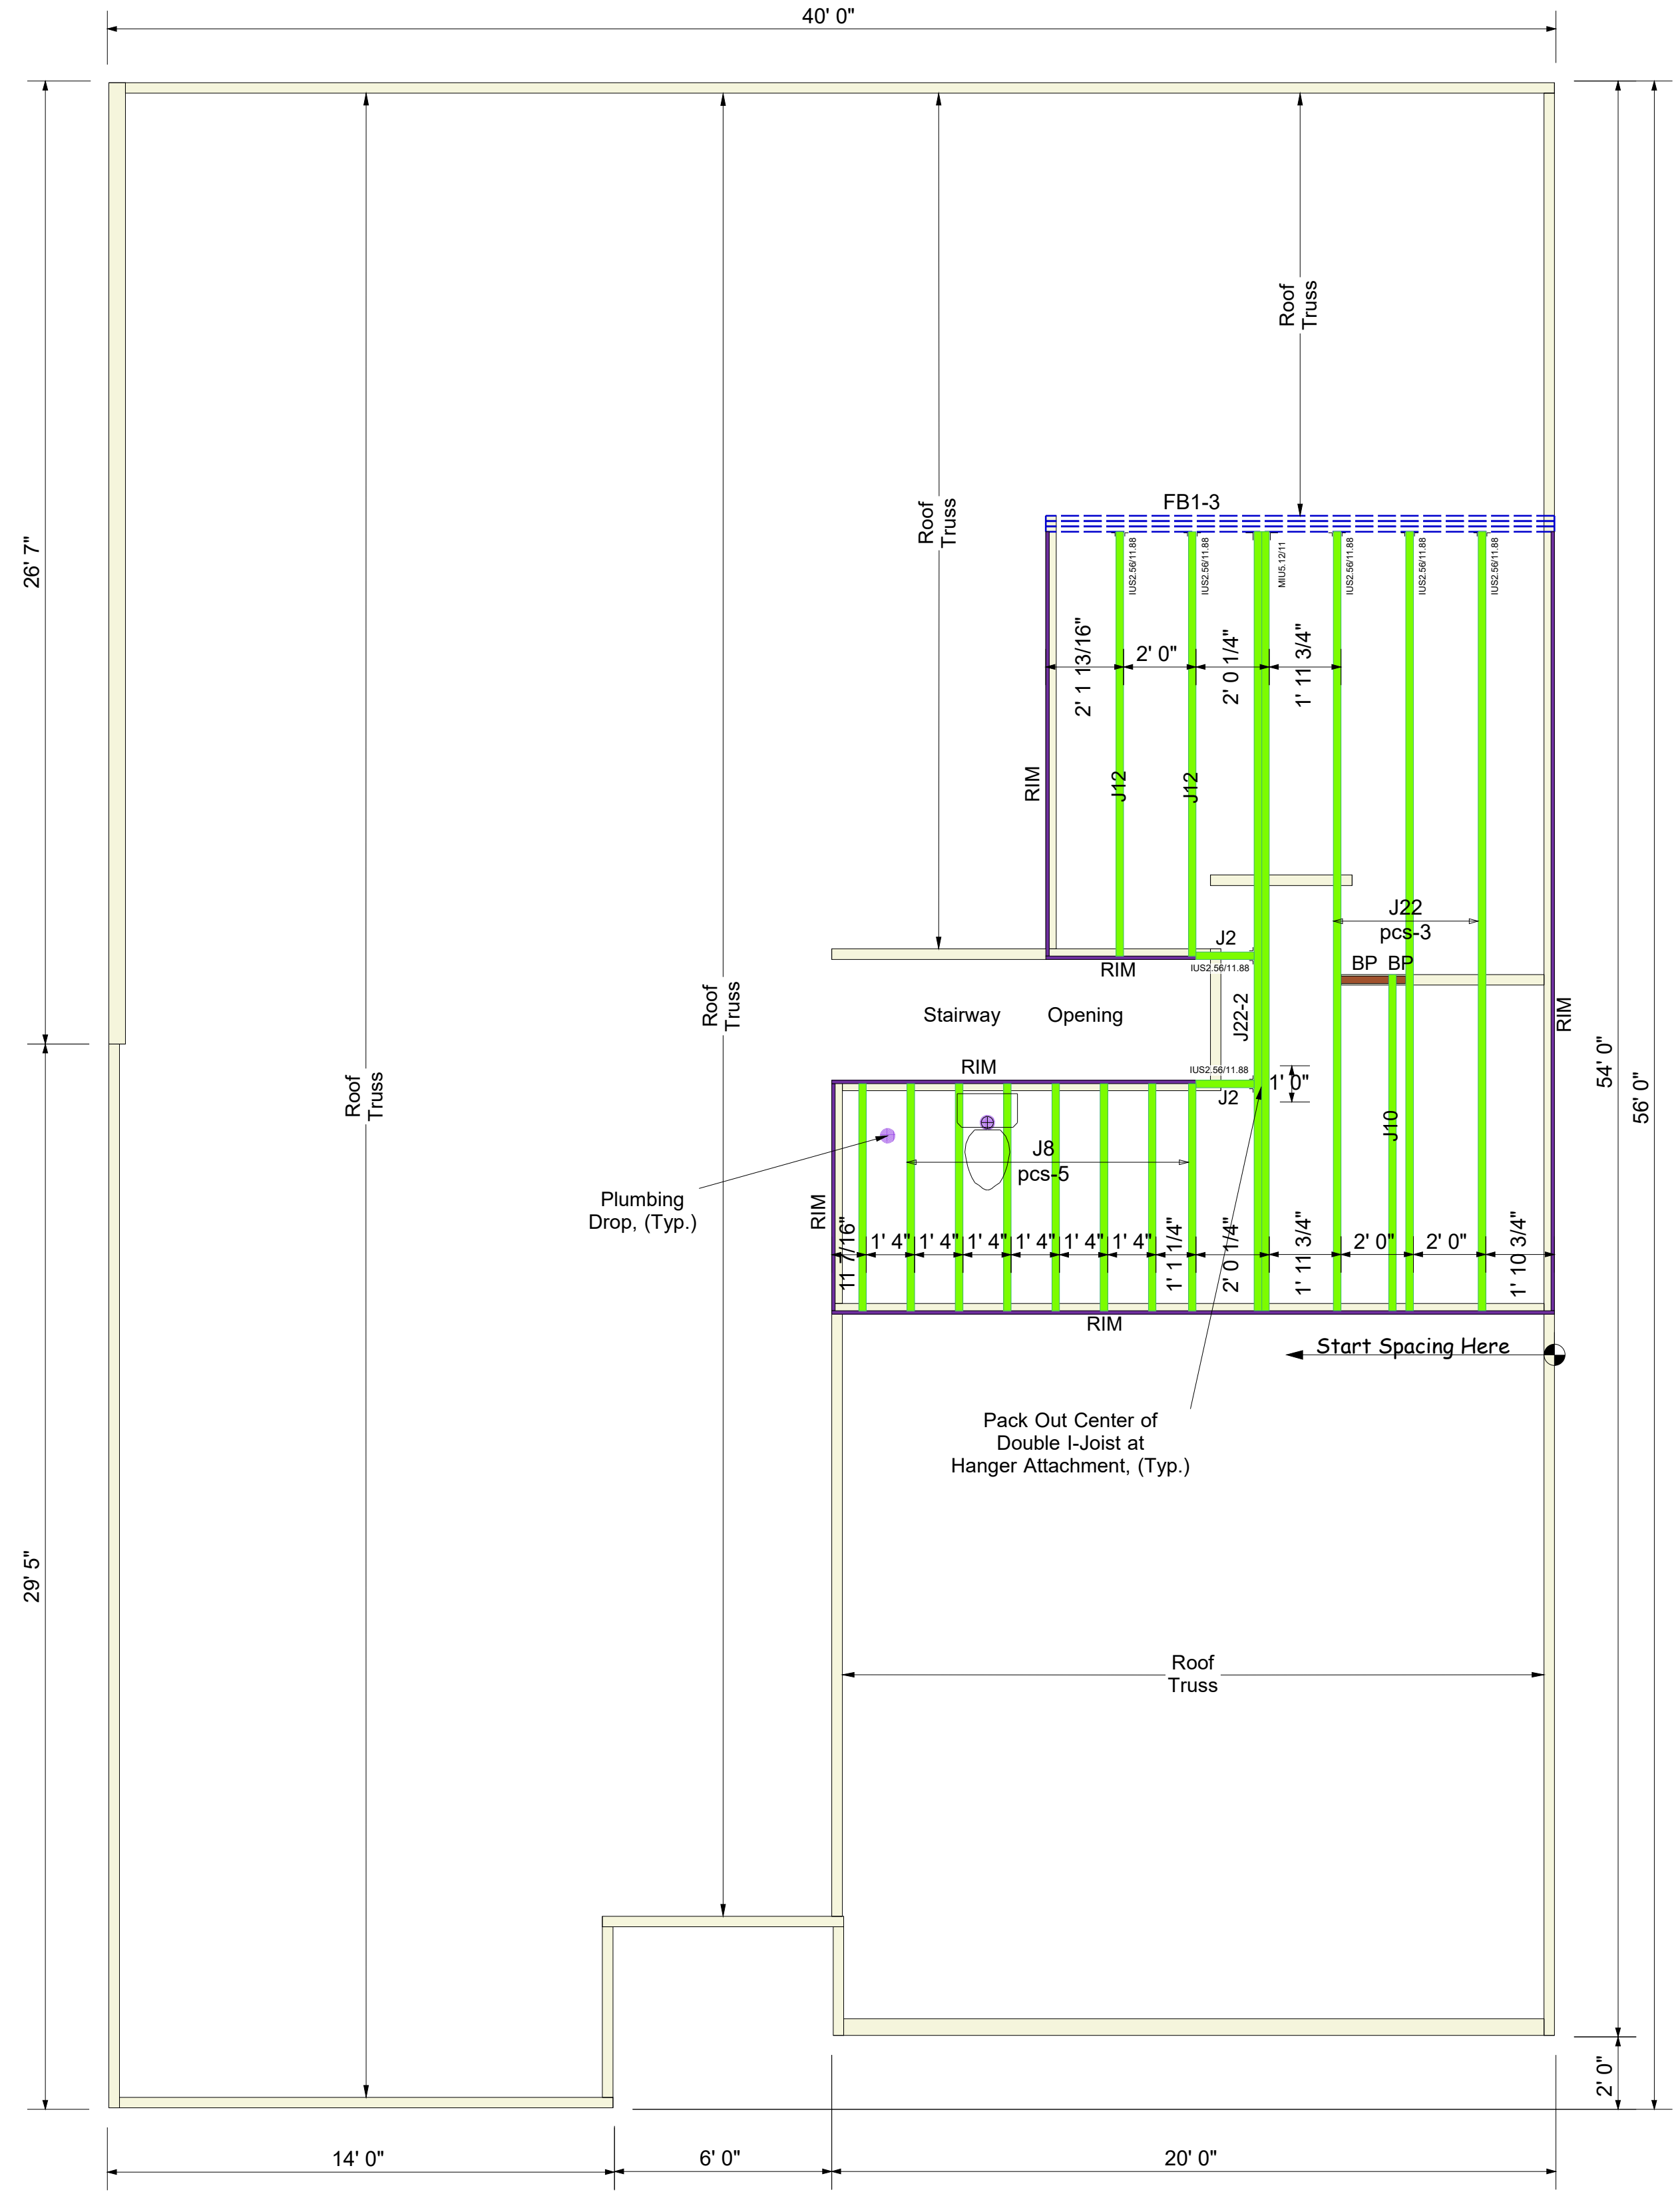 40' 0"
26' 7"
29' 5"
54' 0"
56' 0"
2' 0"
Roof
Truss
Roof
Truss
Roof
Truss
Roof
Truss
FB1-3
IUS2.56/11.88
IUS2.56/11.88
MIU5.12/11
IUS2.56/11.88
IUS2.56/11.88
IUS2.56/11.88
2' 1 13/16"
2' 0"
2' 0 1/4"
1' 11 3/4"
RIM
J12
J12
J22
pcs-3
J2
IUS2.56/11.88
BP
BP
RIM
RIM
Stairway
Opening
J22-2
RIM
IUS2.56/11.88
J2
1' 0"
J10
J8
pcs-5
Plumbing
Drop, (Typ.)
RIM
11 7/16"
1' 4"
1' 4"
1' 4"
1' 4"
1' 4"
1' 4"
1' 1 1/4"
2' 0 1/4"
1' 11 3/4"
2' 0"
2' 0"
1' 10 3/4"
RIM
Start Spacing Here
Pack Out Center of
Double I-Joist at
Hanger Attachment, (Typ.)
Roof
Truss
14' 0"
6' 0"
20' 0"